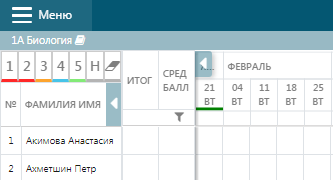 Меню
1А Биология
1 2 3 4 5 Н
ИТОГ СРЕД БАЛЛ
... ФЕВРАЛЬ
21 ВТ 04 ВТ 11 ВТ 18 ВТ 25 ВТ
№ ФАМИЛИЯ ИМЯ
1 Акимова Анастасия
2 Ахметшин Петр